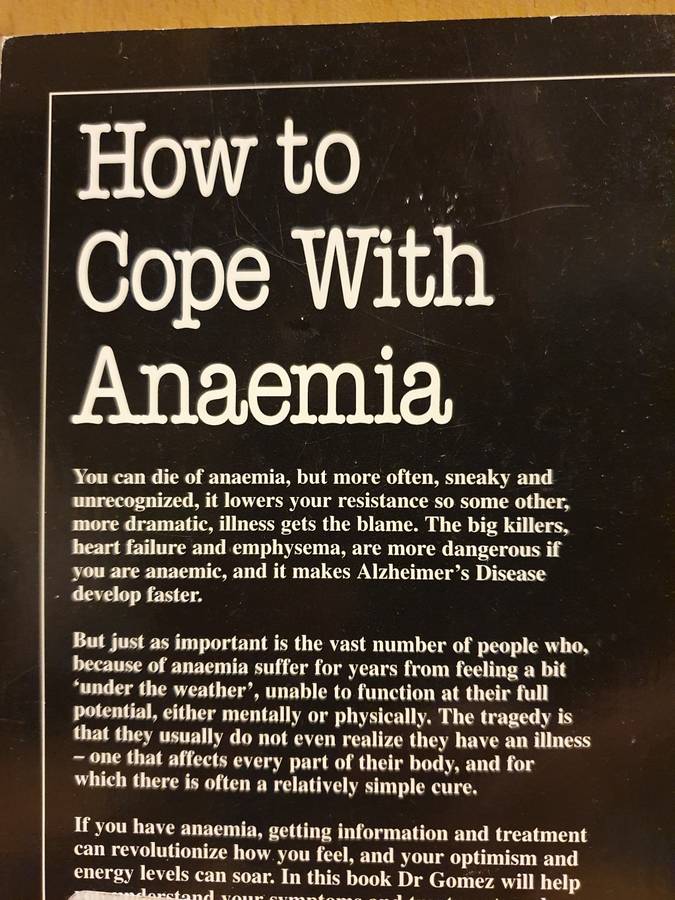 How to
Cope With
Anaemia
You can die of anaemia, but more often, sneaky and
unrecognized, it lowers your resistance so some other,
more dramatic, illness gets the blame. The big killers,
heart failure and emphysema, are more dangerous if
you are anaemic, and it makes Alzheimer's Disease
develop faster.
But just as important is the vast number of people who,
because of anaemia suffer for years from feeling a bit
'under the weather', unable to function at their full
potential, either mentally or physically. The tragedy is
that they usually do not even realize they have an illness
– one that affects every part of their body, and for
which there is often a relatively simple cure.
If you have anaemia, getting information and treatment
can revolutionize how you feel, and your optimism and
energy levels can soar. In this book Dr Gomez will help
understand your symptoms and